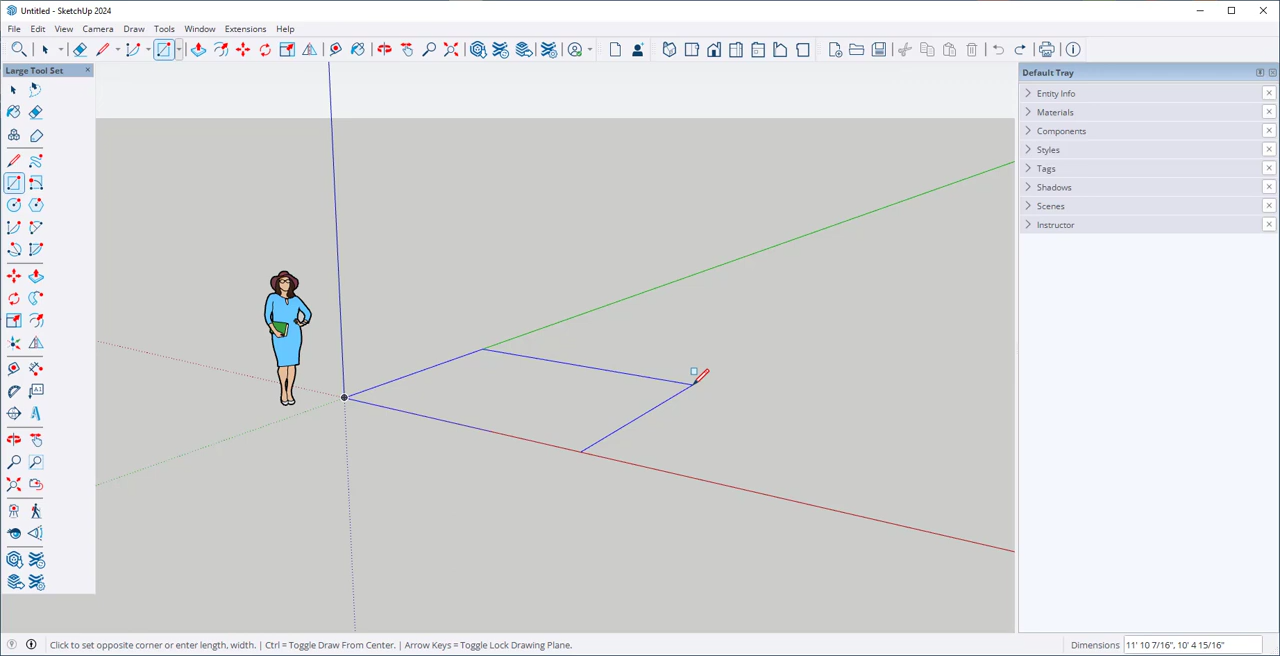 Untitled - SketchUp 2024
File Edit View Camera Draw Tools Window Extensions Help
Large Tool Set
Default Tray
Entity Info
Materials
Components
Styles
Tags
Shadows
Scenes
Instructor
Click to set opposite corner or enter length, width. | Ctrl = Toggle Draw From Center. | Arrow Keys = Toggle Lock Drawing Plane.
Dimensions 11' 10 7/16", 10' 4 15/16"